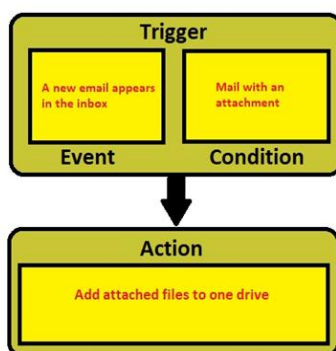 Trigger
A new email appears
in the inbox
Mail with an
attachment
Event
Condition
Action
Add attached files to one drive